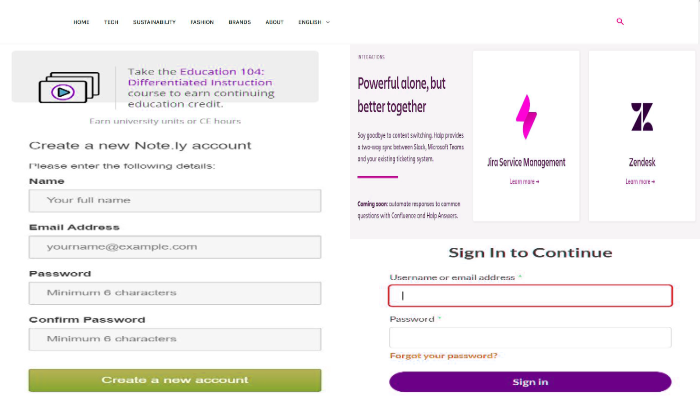 HOME TECH SUSTAINABILITY FASHION BRANDS ABOUT ENGLISH
Take the Education 104:
Differentiated Instruction
course to earn continuing
education credit.
Earn university units or CE hours
Create a new Note.ly account
Please enter the following details:
Name
Your full name
Email Address
yourname@example.com
Password
Minimum 6 characters
Confirm Password
Minimum 6 characters
Create a new account
INTEGRATIONS
Powerful alone, but
better together
Say goodbye to context switching. Halp provides
a two-way sync between Slack, Microsoft Teams
and your existing ticketing system.
Coming soon: automate responses to common
questions with Confluence and Halp Answers.
Jira Service Management
Learn more →
Zendesk
Learn more →
Sign In to Continue
Username or email address *
Password *
Forgot your password?
Sign in